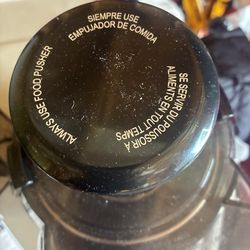 SIEMPRE USE
EMPUJADOR DE COMIDA
SE SERVIR DU POUSSOIR À
ALIMENTS EN TOUT TEMPS
ALWAYS USE FOOD PUSHER